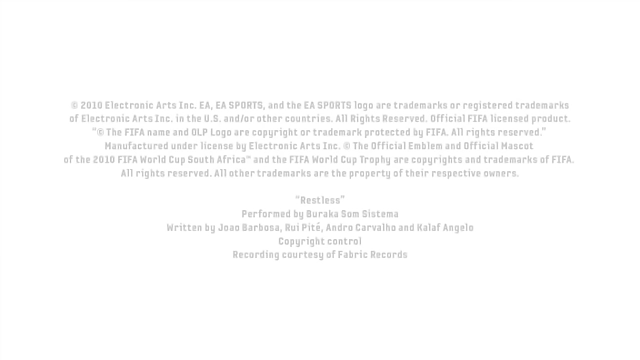 © 2010 Electronic Arts Inc. EA, EA SPORTS, and the EA SPORTS logo are trademarks or registered trademarks
of Electronic Arts Inc. in the U.S. and/or other countries. All Rights Reserved. Official FIFA licensed product.
"© The FIFA name and OLP Logo are copyright or trademark protected by FIFA. All rights reserved."
Manufactured under license by Electronic Arts Inc. © The Official Emblem and Official Mascot
of the 2010 FIFA World Cup South Africa™ and the FIFA World Cup Trophy are copyrights and trademarks of FIFA.
All rights reserved. All other trademarks are the property of their respective owners.
"Restless"
Performed by Buraka Som Sistema
Written by Joao Barbosa, Rui Pité, Andro Carvalho and Kalaf Angelo
Copyright control
Recording courtesy of Fabric Records